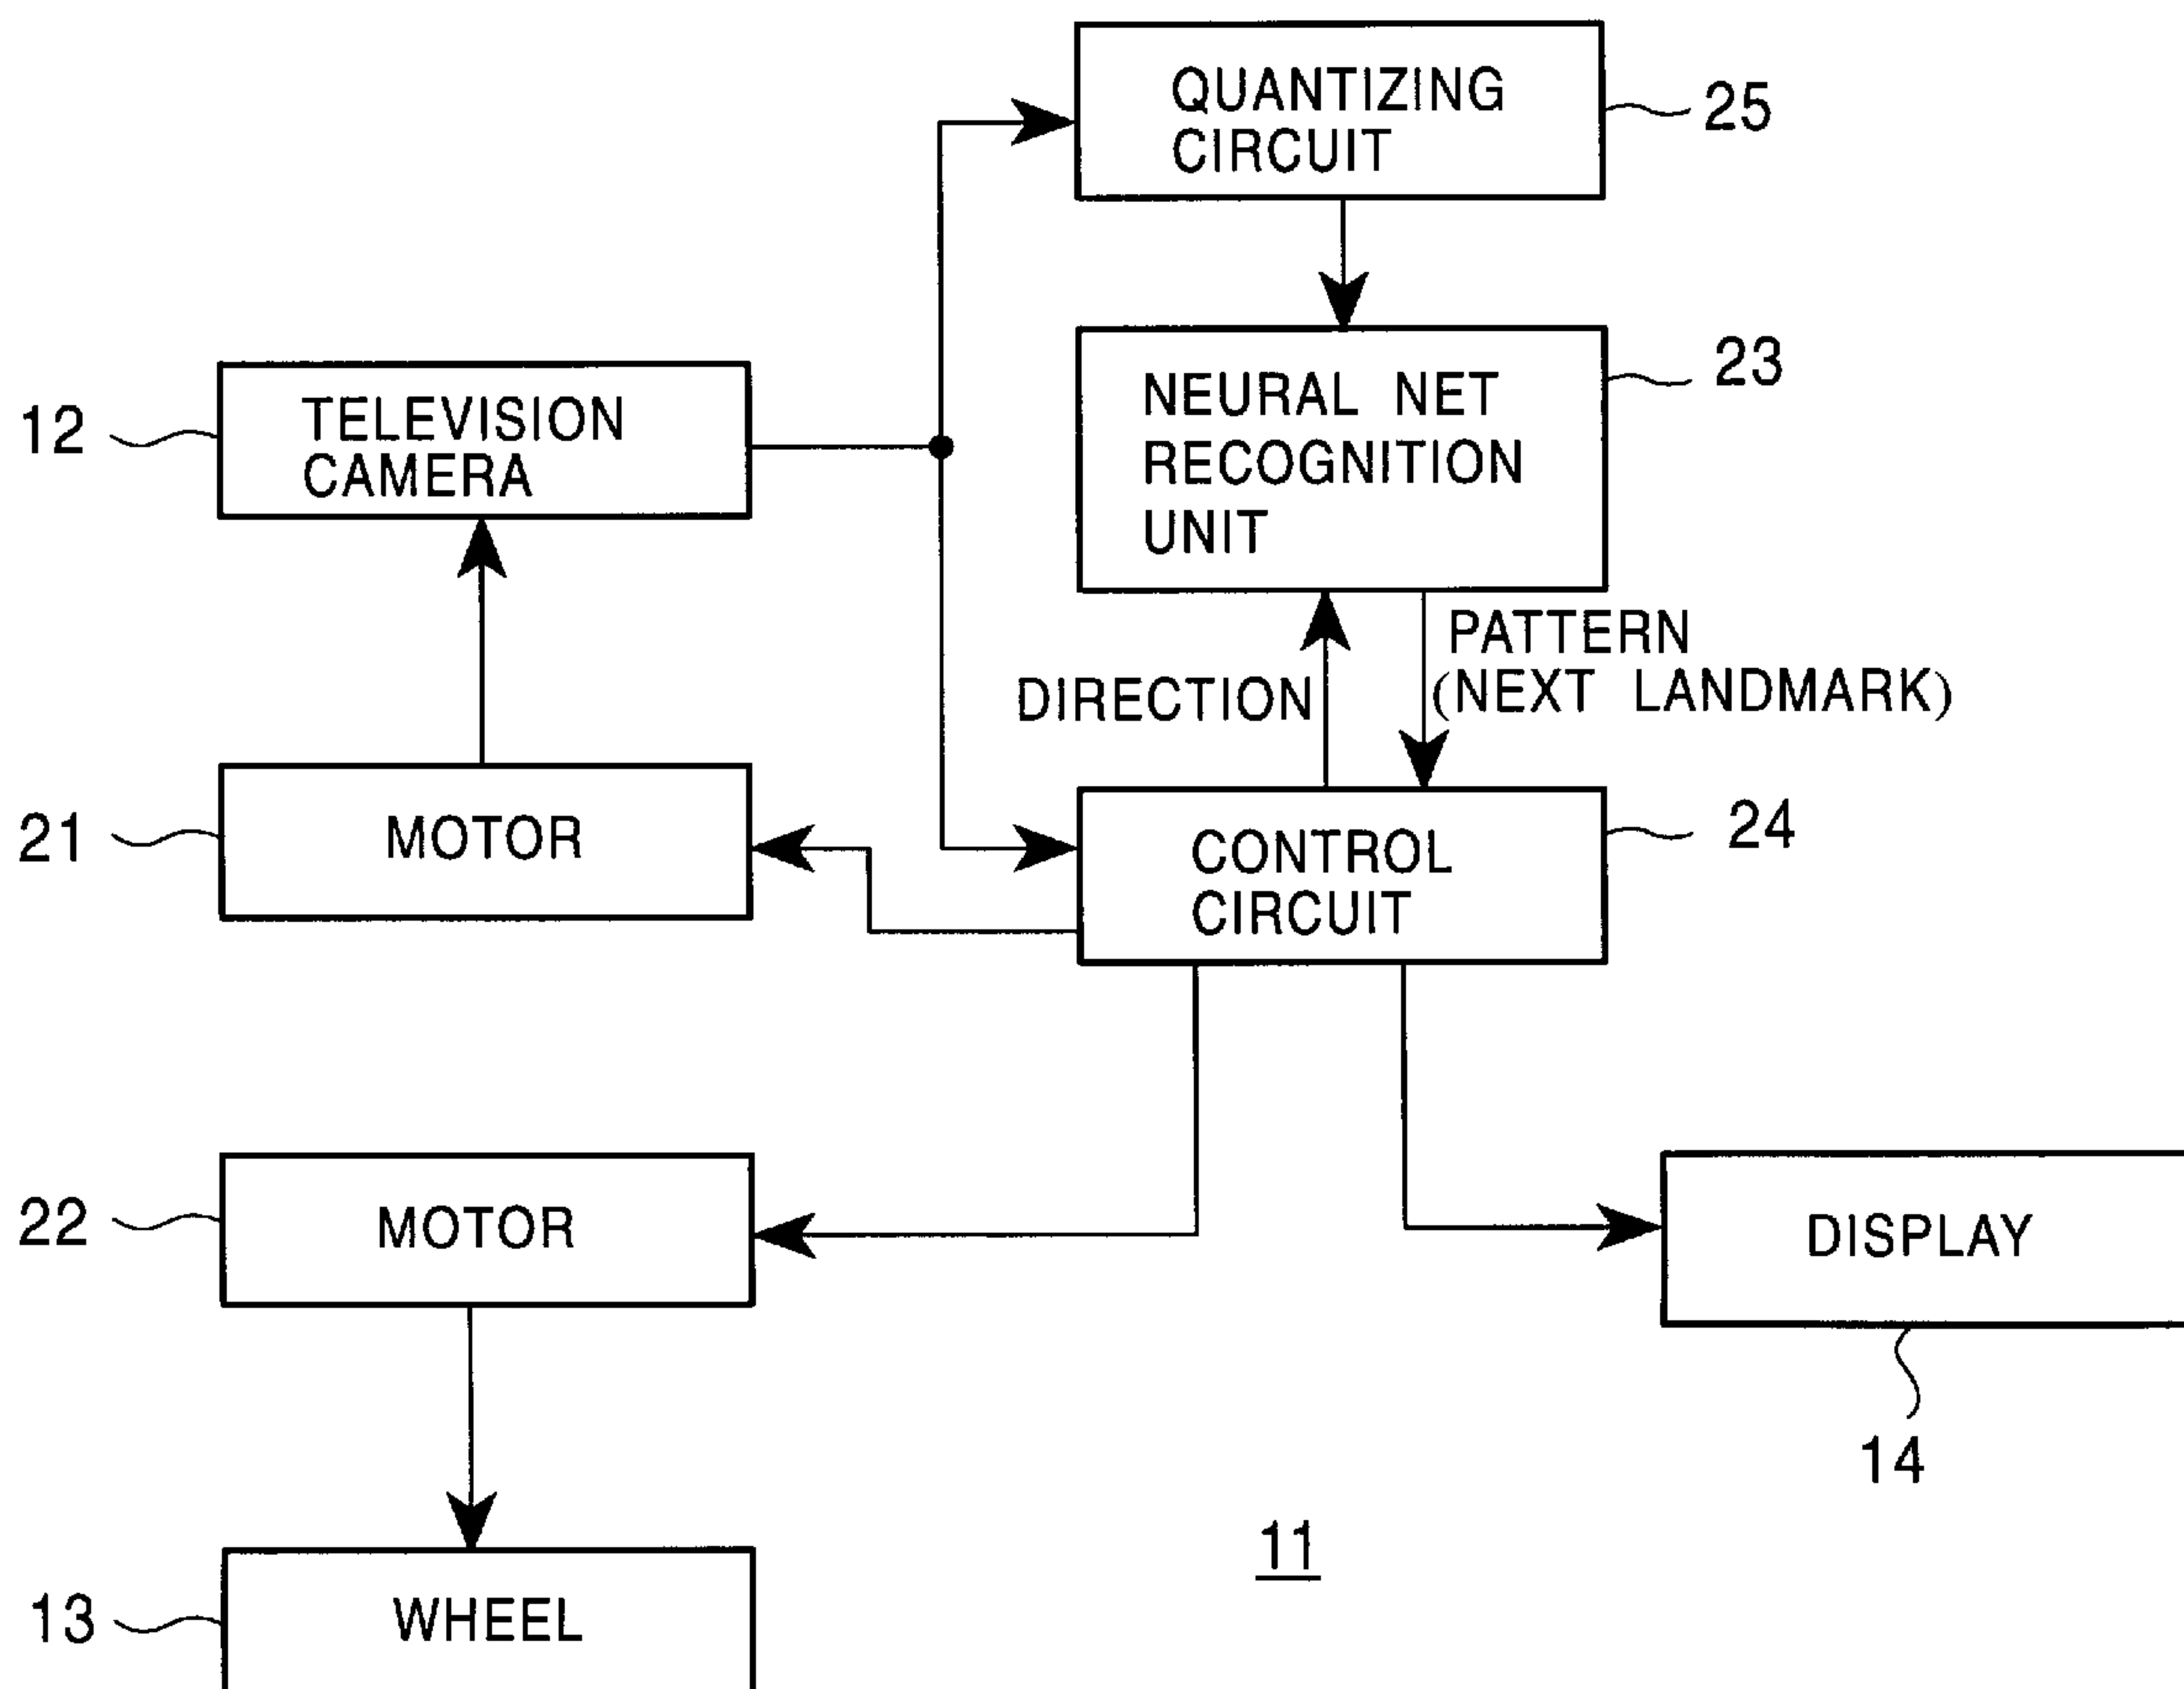 QUANTIZING
CIRCUIT
25
12
TELEVISION
CAMERA
NEURAL NET
RECOGNITION
UNIT
23
DIRECTION
PATTERN
(NEXT LANDMARK)
21
MOTOR
CONTROL
CIRCUIT
24
22
MOTOR
DISPLAY
14
13
WHEEL
11